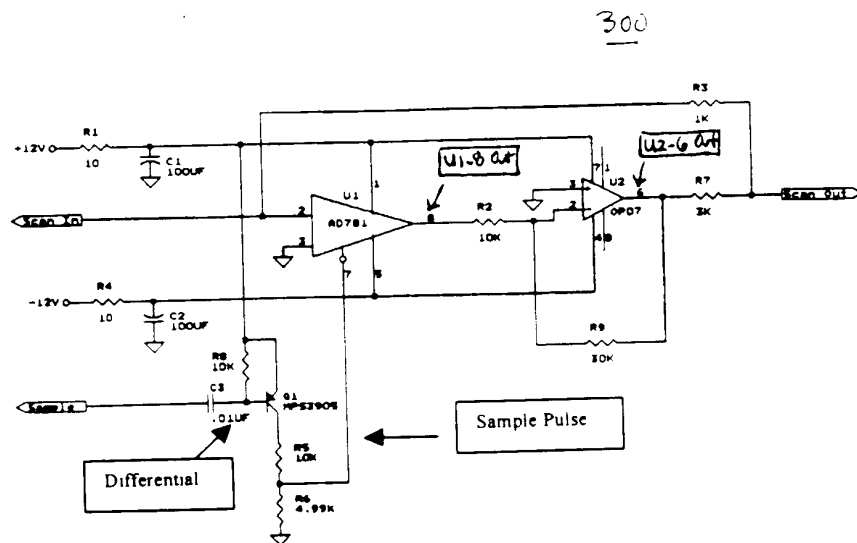 300
R3
1K
R1
+12V
10
C1
100UF
U1-8 Out
U2-6 Out
7
1
U1
1
2
AD781
8
R2
10K
3
2
U2
OP07
6
R7
3K
Scan Out
Scan In
3
7
5
4
8
-12V
R4
10
C2
100UF
R9
30K
R8
10K
C3
.01UF
Q1
MPS3905
Sample
R5
10K
R6
4.99K
Sample Pulse
Differential